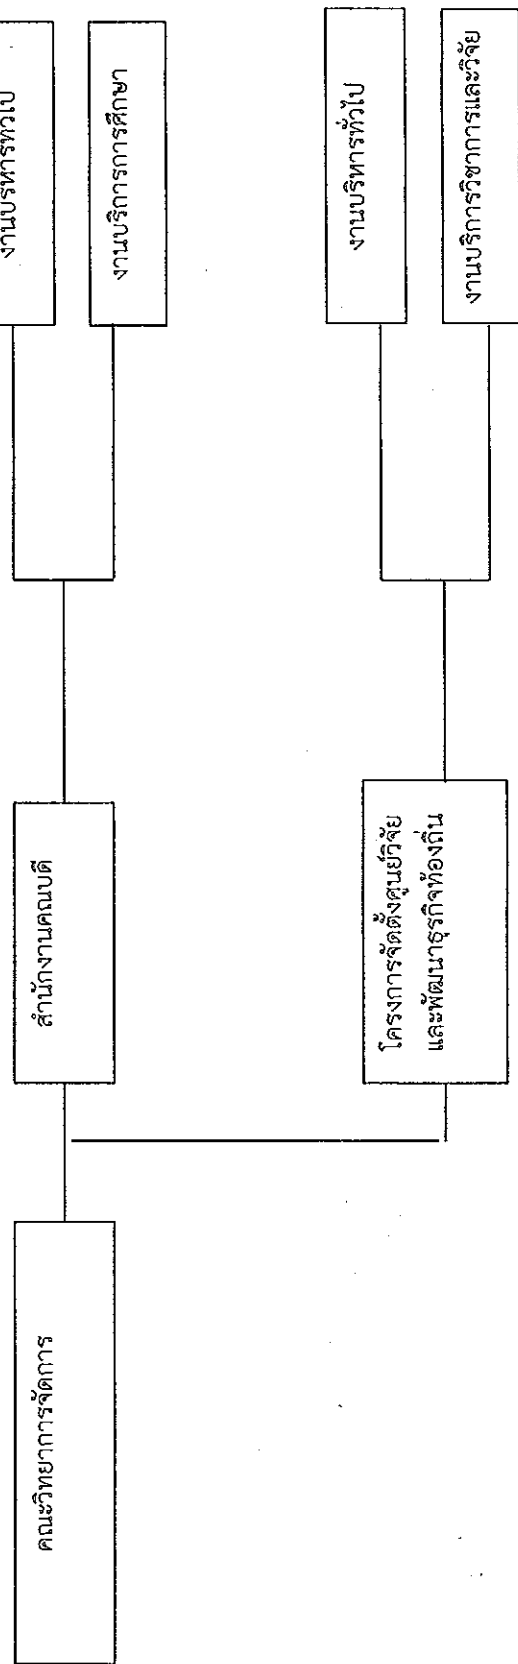 คณะวิทยาการจัดการ
สำนักงานคณบดี
งานบริหารทั่วไป
งานบริการการศึกษา
โครงการจัดตั้งศูนย์วิจัย
และพัฒนาธุรกิจท้องถิ่น
งานบริหารทั่วไป
งานบริการวิชาการและวิจัย